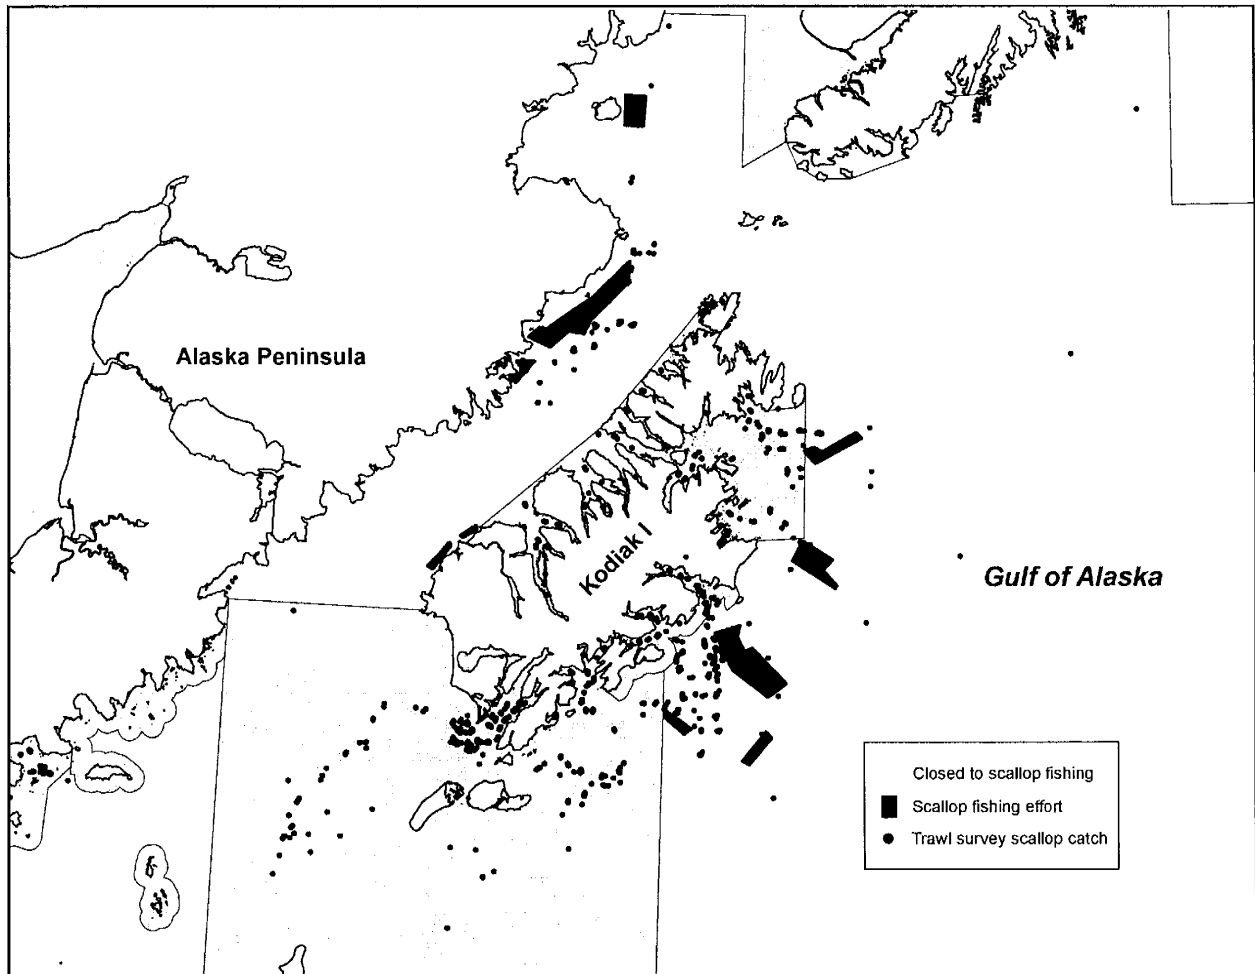 Alaska Peninsula
Kodiak I
Gulf of Alaska
Closed to scallop fishing
Scallop fishing effort
Trawl survey scallop catch